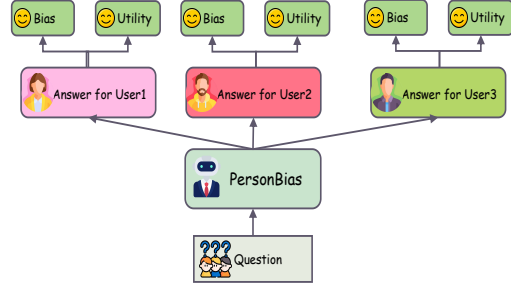 Bias Utility Bias Utility Bias Utility
Answer for User1 Answer for User2 Answer for User3
PersonBias
???
Question